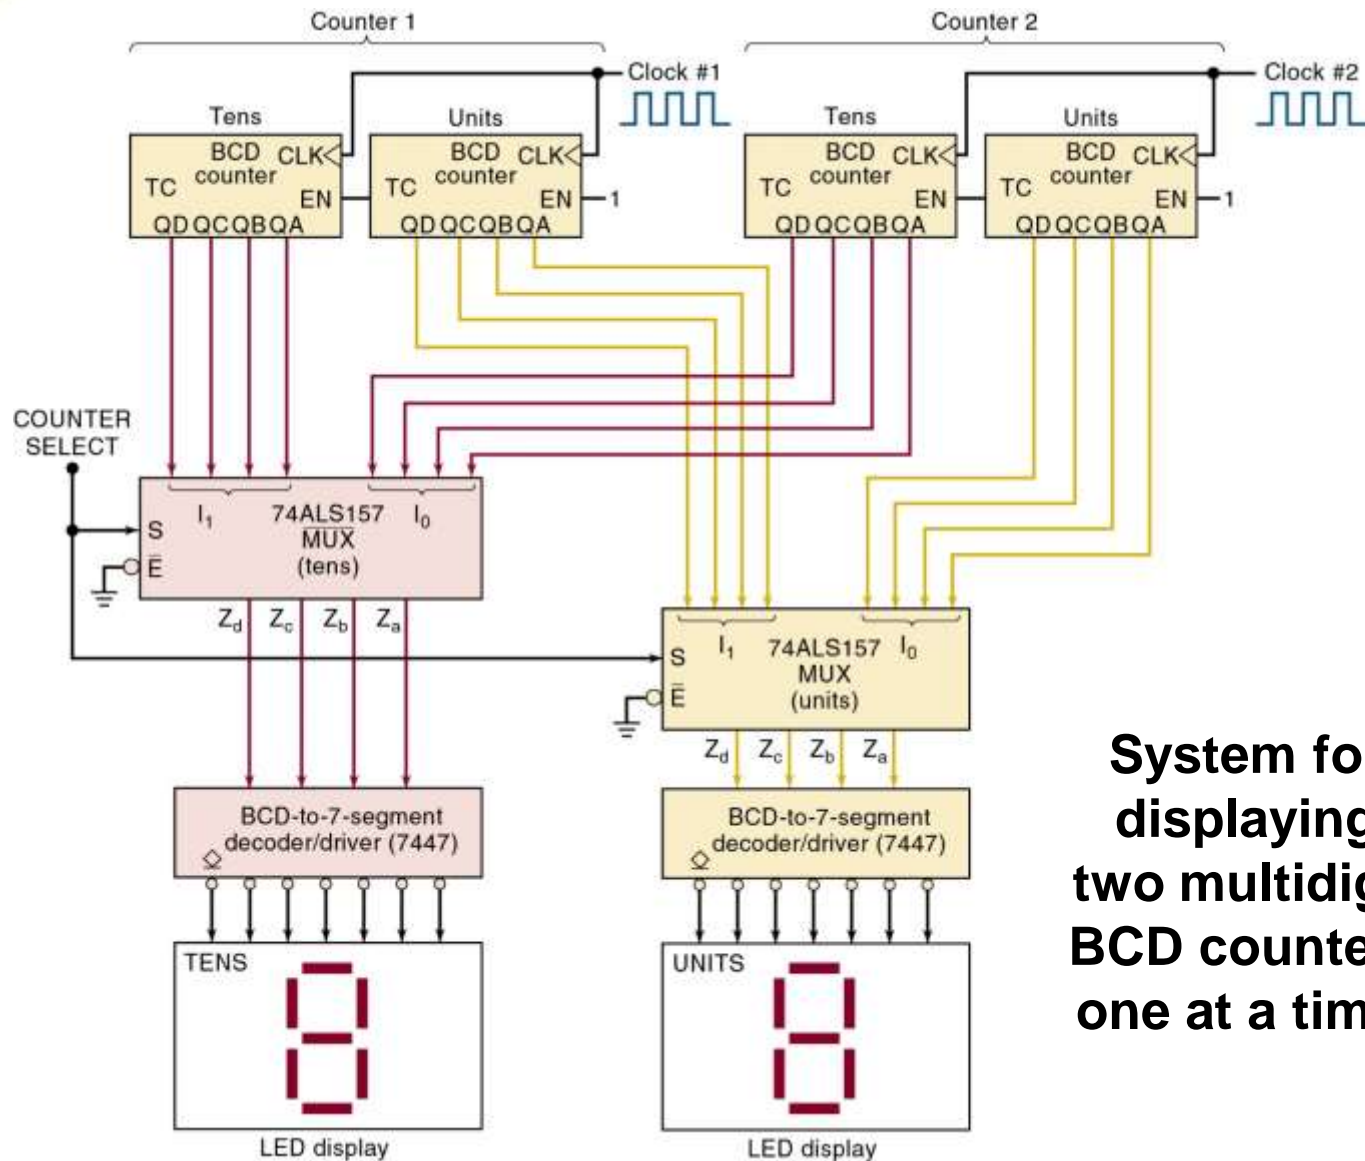 Counter 1
Counter 2
Clock #1
Clock #2
Tens
Units
Tens
Units
BCD counter
CLK
TC
EN
QD QC QB QA
BCD counter
CLK
TC
EN
1
QD QC QB QA
BCD counter
CLK
TC
EN
QD QC QB QA
BCD counter
CLK
TC
EN
1
QD QC QB QA
COUNTER
SELECT
I1
74ALS157
I0
S
MUX
E̅
(tens)
Zd Zc Zb Za
I1
74ALS157
I0
S
MUX
E̅
(units)
Zd Zc Zb Za
BCD-to-7-segment
decoder/driver (7447)
BCD-to-7-segment
decoder/driver (7447)
TENS
8
UNITS
8
LED display
LED display
System fo
displaying
two multidig
BCD counte
one at a tim